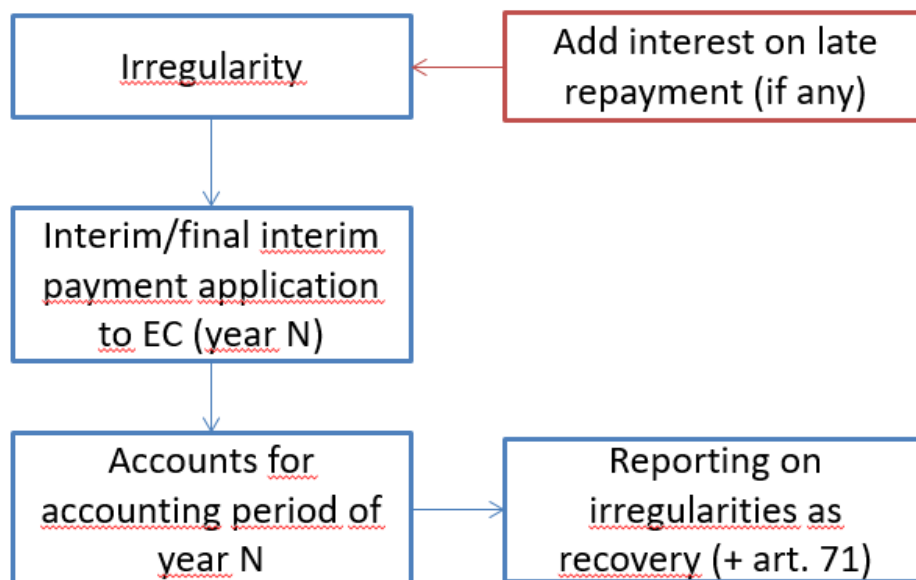 Irregularity
Add interest on late
repayment (if any)
Interim/final interim
payment application
to EC (year N)
Accounts for
accounting period of
year N
Reporting on
irregularities as
recovery (+ art. 71)